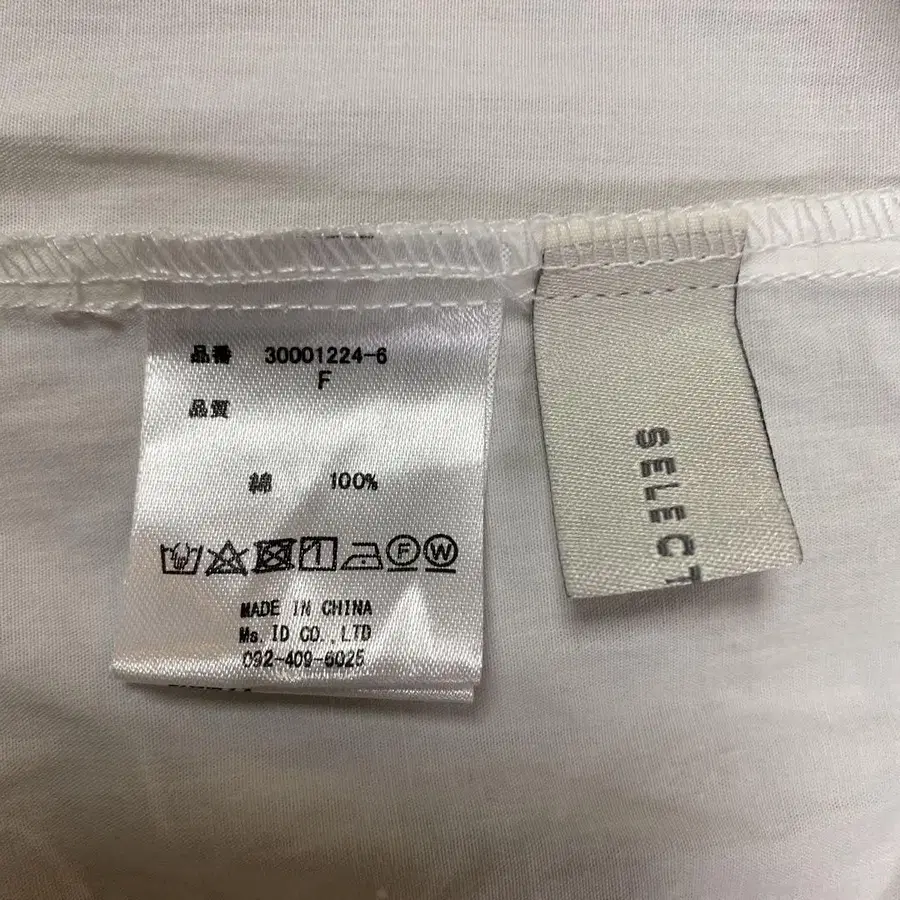 品番 30001224-6
F
品質
綿 100%
F W
MADE IN CHINA
Ms. ID CO., LTD
092-409-6025
SELECT